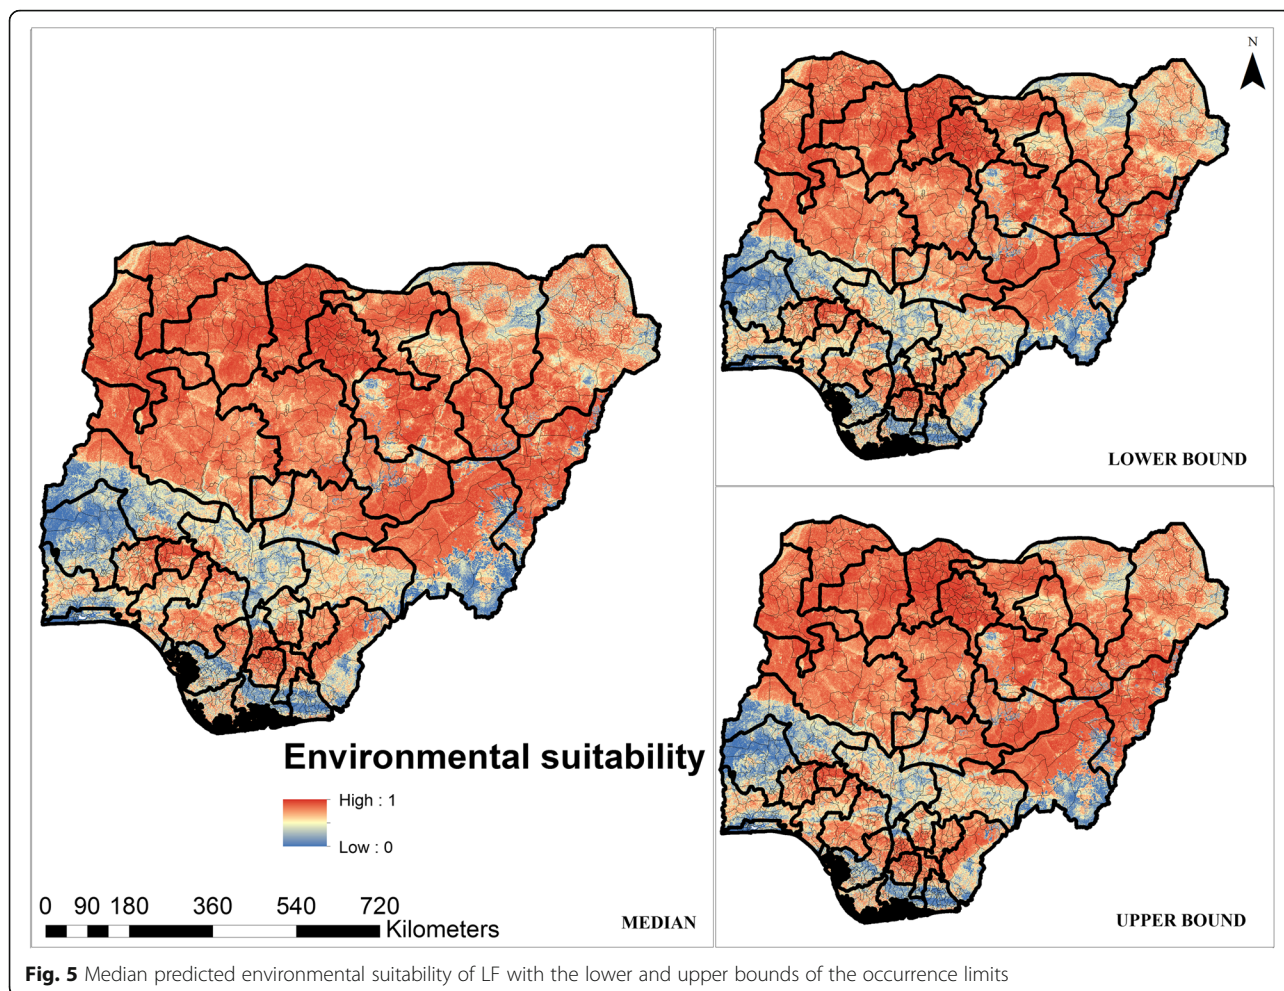 N
LOWER BOUND
Environmental suitability
High : 1
Low : 0
0 90 180 360 540 720
Kilometers
MEDIAN
UPPER BOUND
Fig. 5 Median predicted environmental suitability of LF with the lower and upper bounds of the occurrence limits